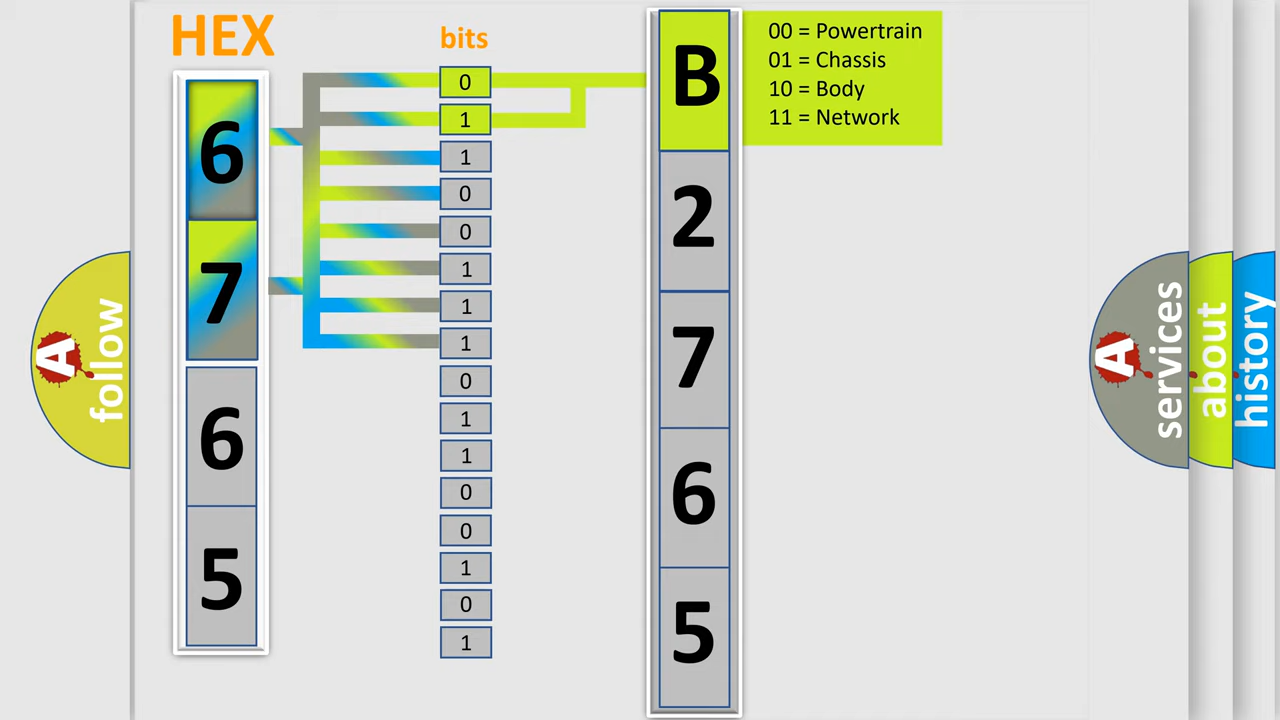 HEX
bits
6
7
6
5
0
1
1
0
0
1
1
1
0
1
1
0
0
1
0
1
B
2
7
6
5
00 = Powertrain
01 = Chassis
10 = Body
11 = Network
A
follow
A
services
about
history